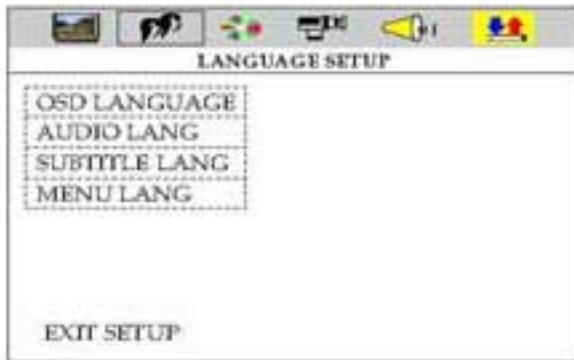 LANGUAGE SETUP
OSD LANGUAGE
AUDIO LANG
SUBTITLE LANG
MENU LANG
EXIT SETUP